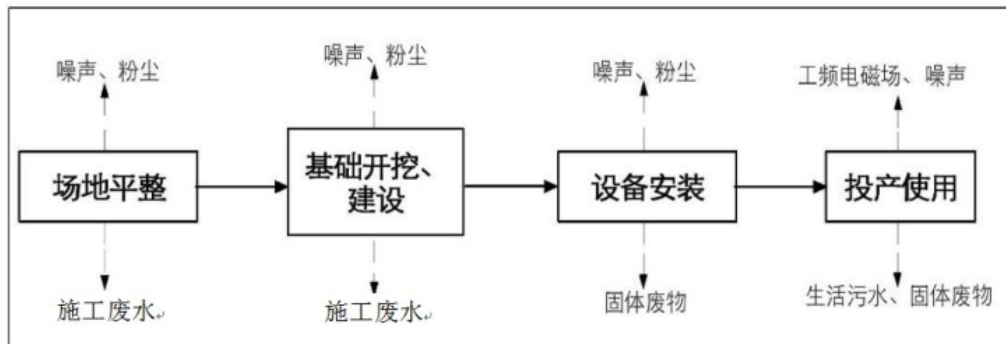 噪声、粉尘
噪声、粉尘
噪声、粉尘
工频电磁场、噪声
场地平整
基础开挖、
建设
设备安装
投产使用
施工废水
施工废水
固体废物
生活污水、固体废物